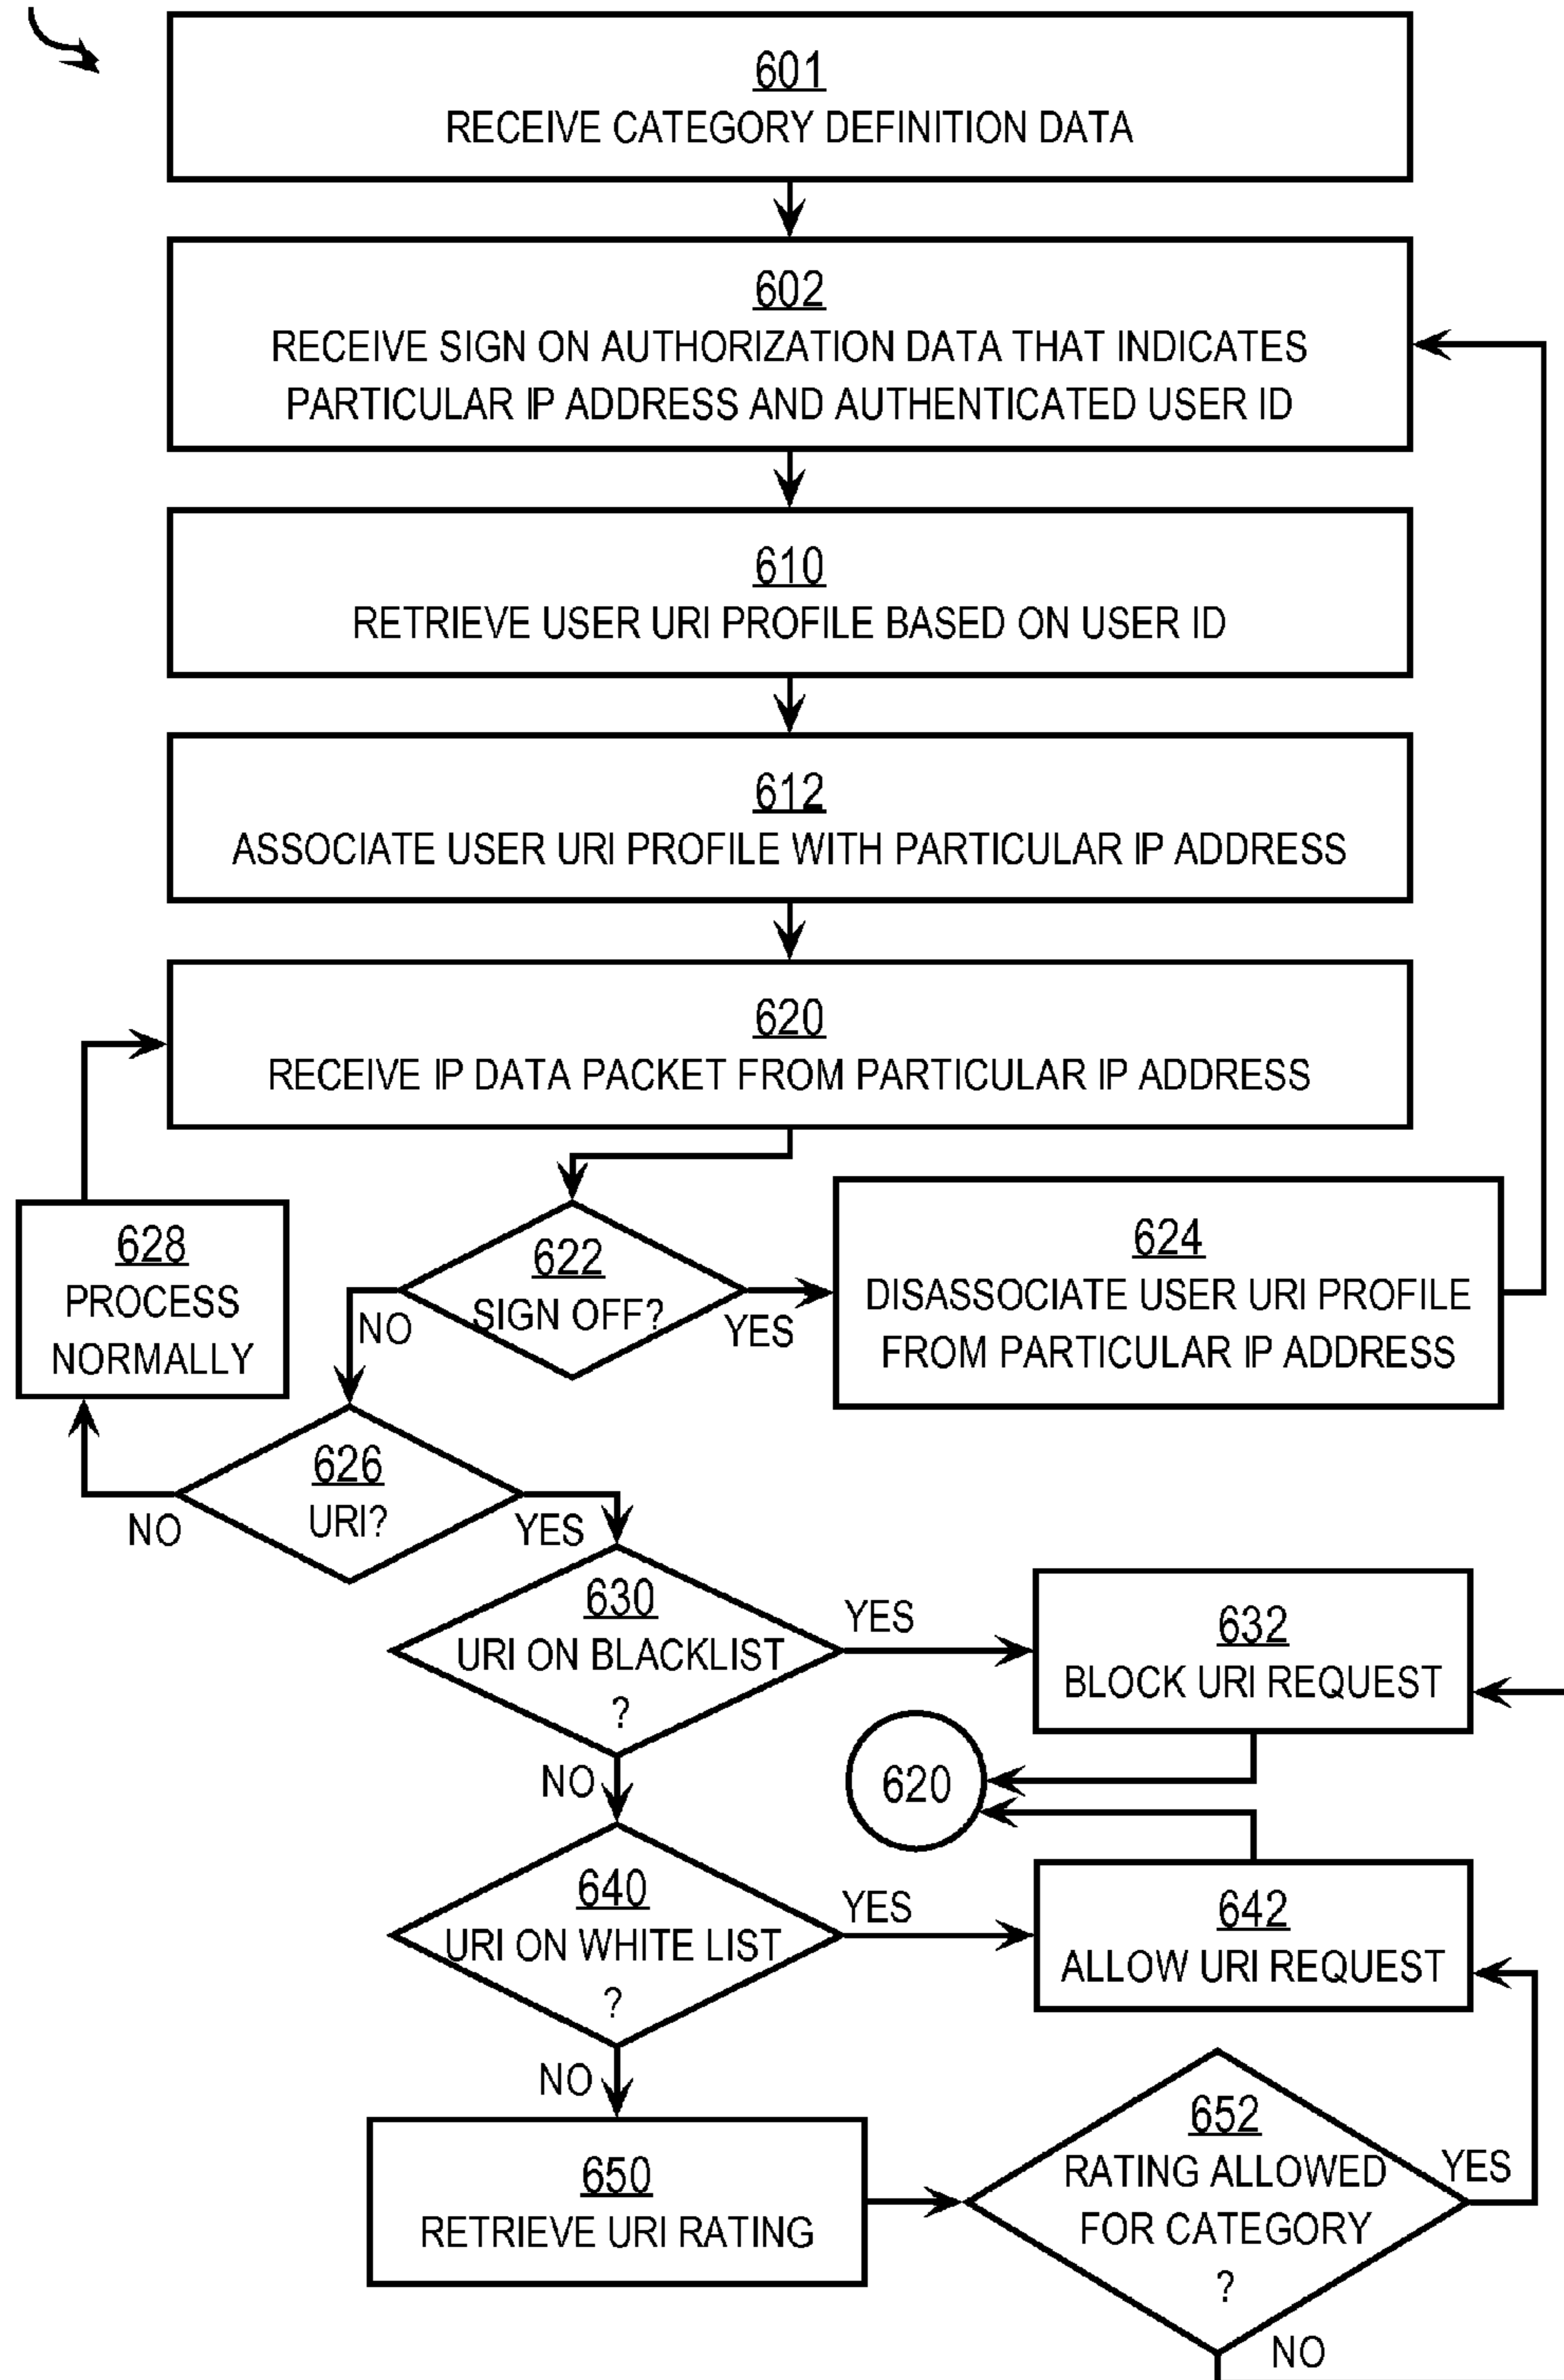 601
RECEIVE CATEGORY DEFINITION DATA
602
RECEIVE SIGN ON AUTHORIZATION DATA THAT INDICATES
PARTICULAR IP ADDRESS AND AUTHENTICATED USER ID
610
RETRIEVE USER URI PROFILE BASED ON USER ID
612
ASSOCIATE USER URI PROFILE WITH PARTICULAR IP ADDRESS
620
RECEIVE IP DATA PACKET FROM PARTICULAR IP ADDRESS
628
PROCESS
NORMALLY
622
SIGN OFF?
NO
YES
624
DISASSOCIATE USER URI PROFILE
FROM PARTICULAR IP ADDRESS
626
URI?
NO
YES
630
URI ON BLACKLIST
?
YES
632
BLOCK URI REQUEST
NO
620
640
URI ON WHITE LIST
?
YES
642
ALLOW URI REQUEST
NO
650
RETRIEVE URI RATING
652
RATING ALLOWED
FOR CATEGORY
?
YES
NO